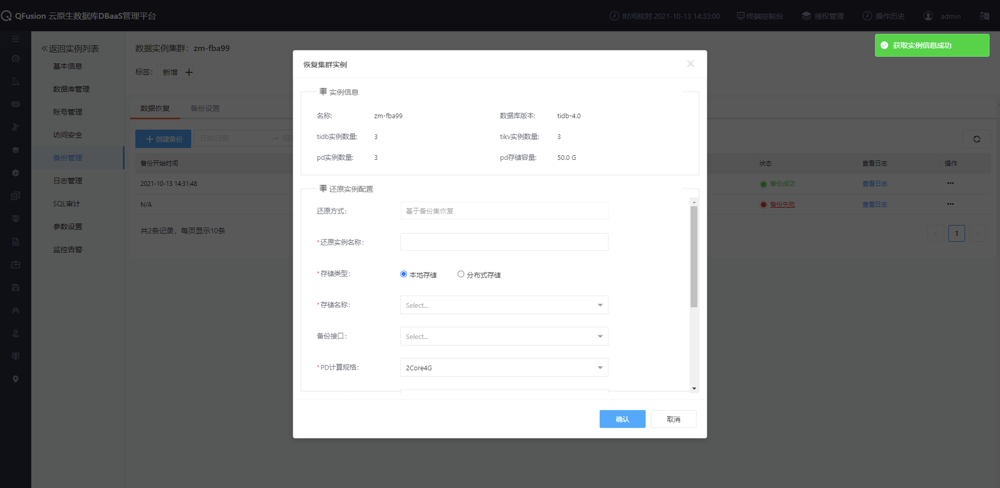 QFusion 云原生数据库DBaaS管理平台
时间校对 2021-10-13 14:33:00
终端控制台
授权管理
操作历史
admin
获取实例信息成功
返回实例列表
基本信息
数据库管理
账号管理
访问安全
备份管理
日志管理
SQL审计
参数设置
监控告警
数据实例集群：zm-fba99
标签： 新增
数据恢复 备份设置
创建备份 开始日期
备份开始时间 状态 查看日志 操作
2021-10-13 14:31:48 备份成功 查看日志
N/A 备份失败 查看日志
共2条记录，每页显示10条 1
恢复集群实例
实例信息
名称: zm-fba99 数据库版本: tidb-4.0
tidb实例数量: 3 tikv实例数量: 3
pd实例数量: 3 pd存储容量: 50.0 G
还原实例配置
还原方式: 基于备份集恢复
*还原实例名称:
*存储类型: 本地存储 分布式存储
*存储名称: Select...
备份接口: Select...
*PD计算规格: 2Core4G
确认 取消